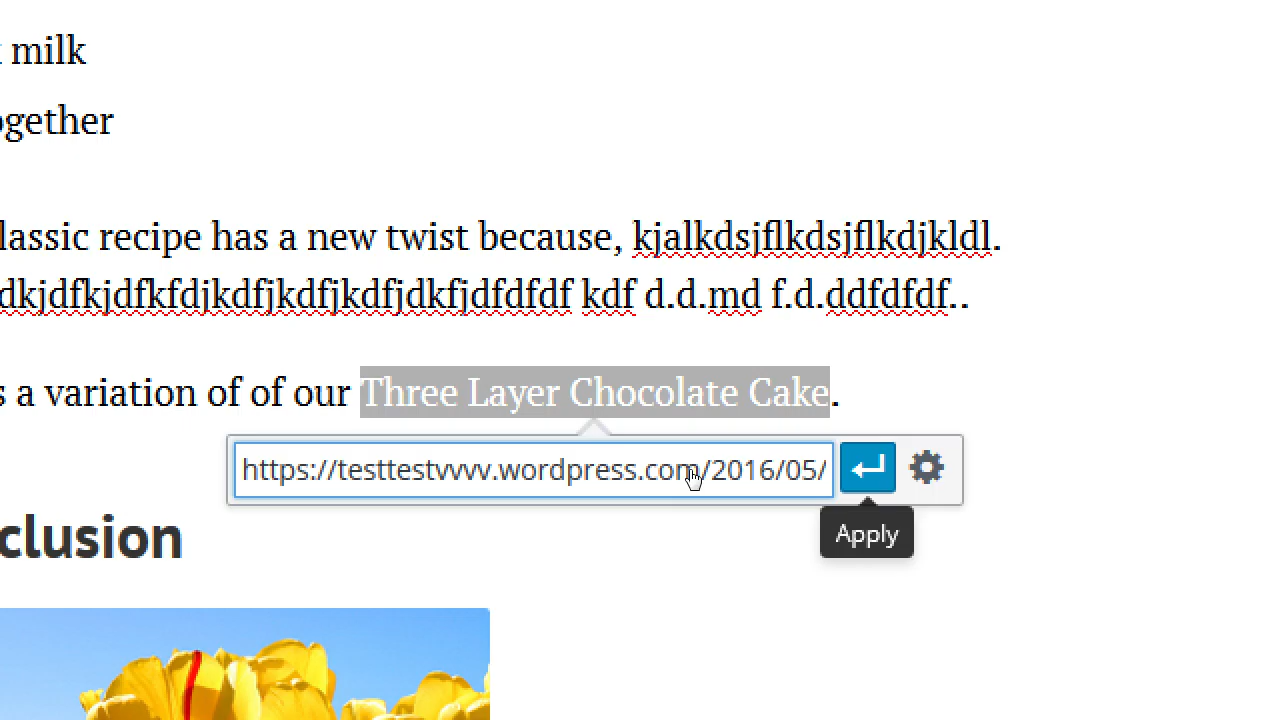 milk
ogether
lassic recipe has a new twist because, kjalkdsjflkdsjflkdjkldl.
dkjdfkjdfkfdjkdfjkdfjkdfjdkfjdfdfdf kdf d.d.md f.d.ddfdfdf..
s a variation of of our Three Layer Chocolate Cake.
https://testtestvvvv.wordpress.com/2016/05/
Apply
clusion